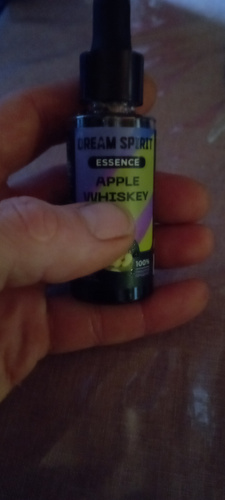 DREAM SPIRIT
ESSENCE
APPLE
WHISKEY
100%